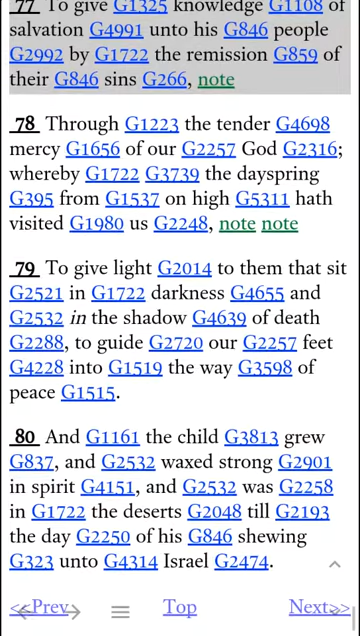 77 To give G1325 knowledge G1108 of
salvation G4991 unto his G846 people
G2992 by G1722 the remission G859 of
their G846 sins G266, note
78 Through G1223 the tender G4698
mercy G1656 of our G2257 God G2316;
whereby G1722 G3739 the dayspring
G395 from G1537 on high G5311 hath
visited G1980 us G2248, note note
79 To give light G2014 to them that sit
G2521 in G1722 darkness G4655 and
G2532 in the shadow G4639 of death
G2288, to guide G2720 our G2257 feet
G4228 into G1519 the way G3598 of
peace G1515.
80 And G1161 the child G3813 grew
G837, and G2532 waxed strong G2901
in spirit G4151, and G2532 was G2258
in G1722 the deserts G2048 till G2193
the day G2250 of his G846 shewing
G323 unto G4314 Israel G2474.
<<Prev Top Next>>